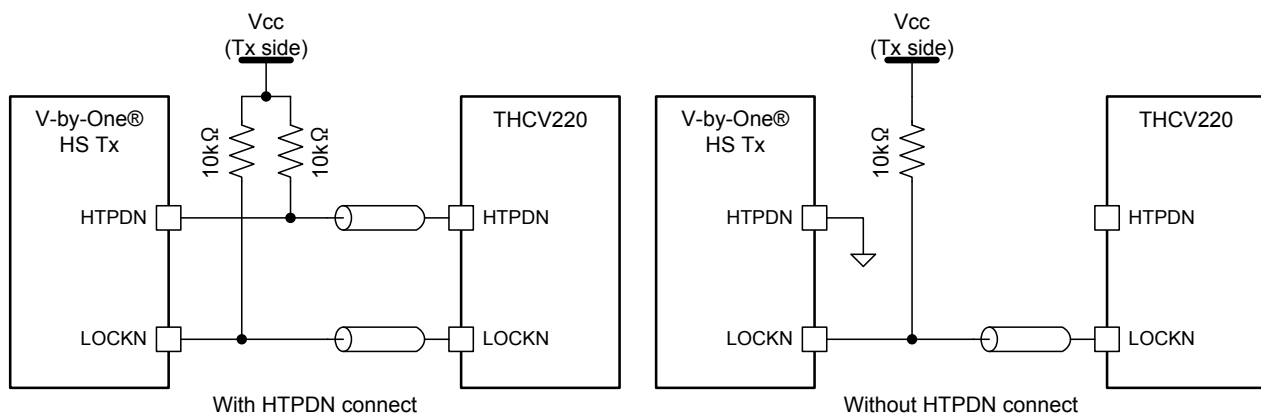 Vcc
(Tx side)
V-by-One®
HS Tx
10kΩ
10kΩ
THCV220
HTPDN
HTPDN
LOCKN
LOCKN
With HTPDN connect
Vcc
(Tx side)
V-by-One®
HS Tx
10kΩ
THCV220
HTPDN
HTPDN
LOCKN
LOCKN
Without HTPDN connect